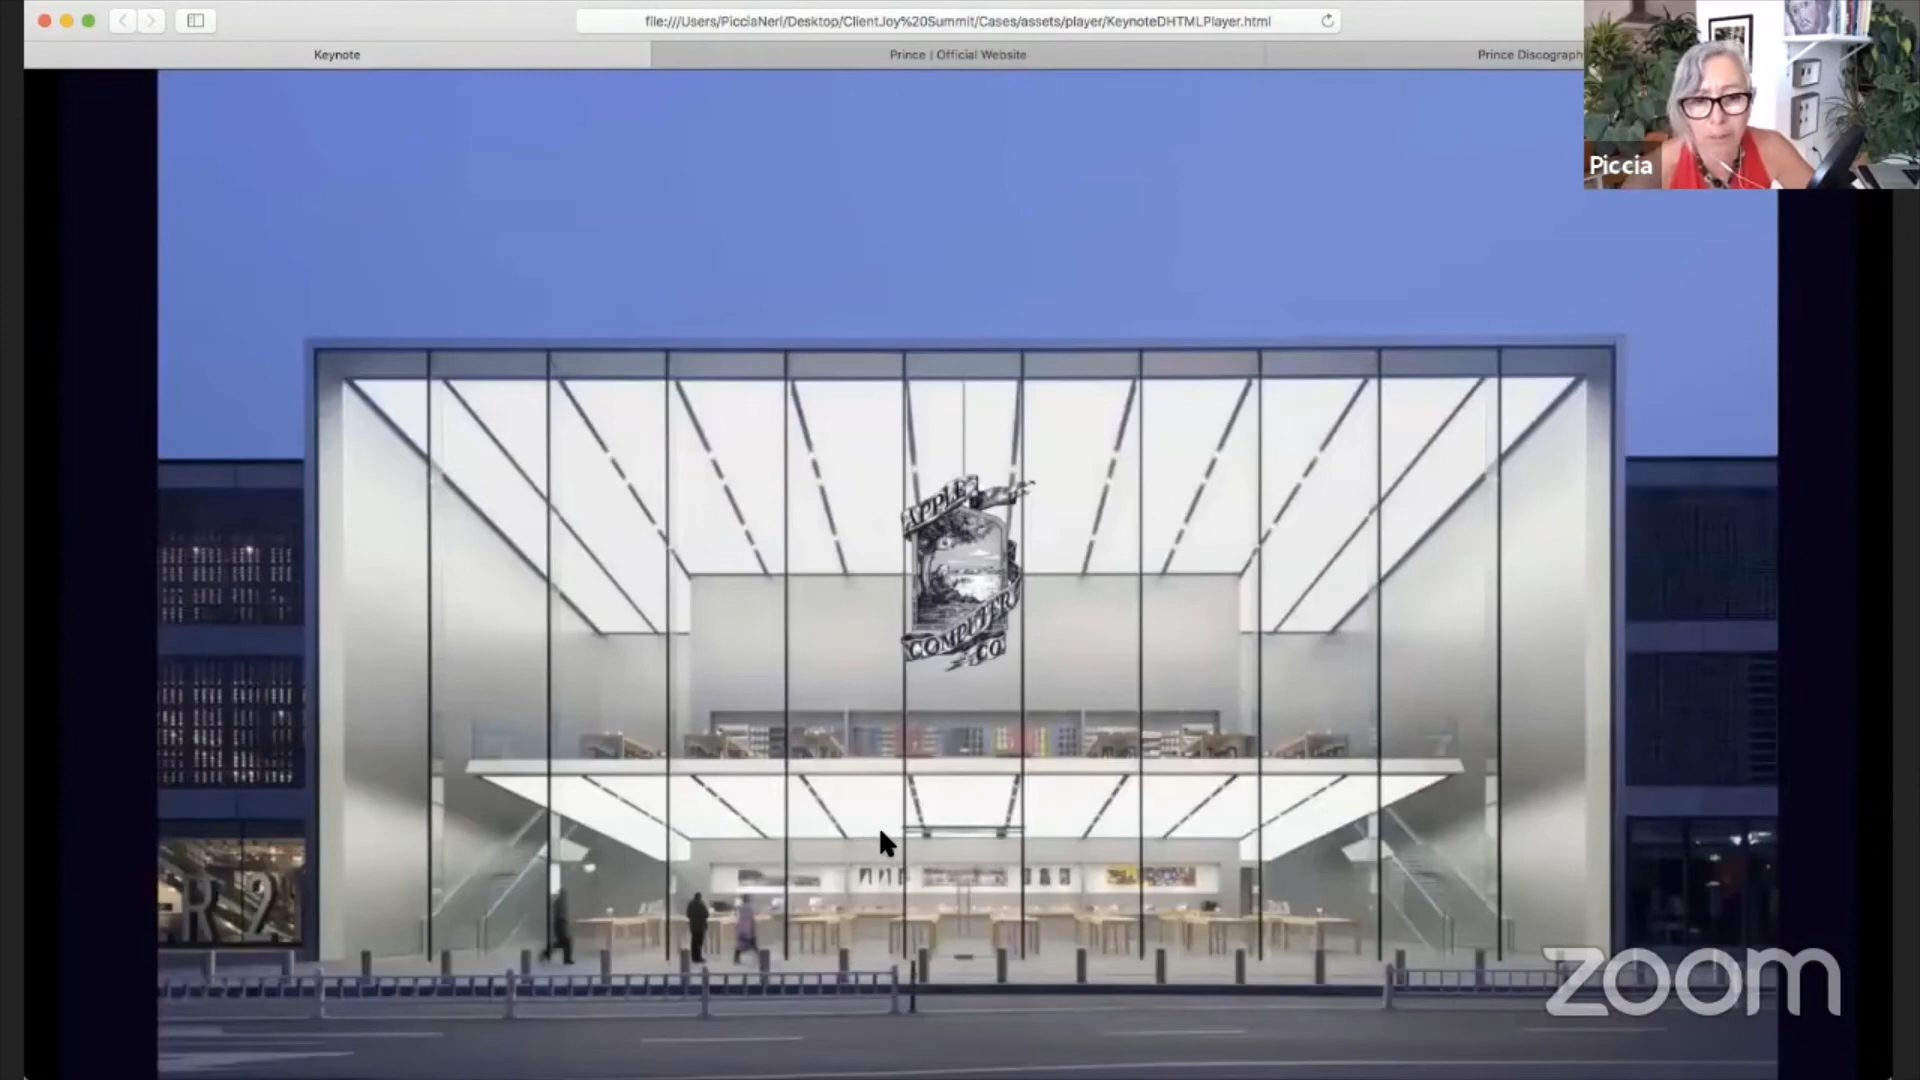 file:///Users/PicciaNeri/Desktop/ClientJoy%20Summit/Cases/assets/player/KeynoteDHTMLPlayer.html
Keynote
Prince | Official Website
Prince Discograph
Piccia
APPLE
COMPUTER
CO.
R 9
zoom